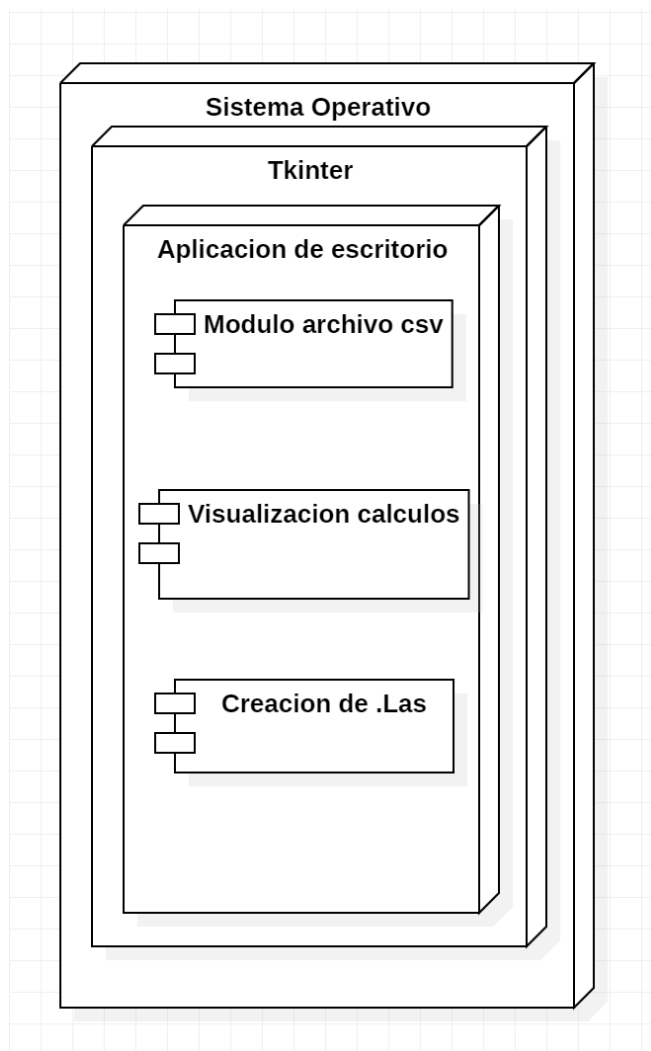 Sistema Operativo
Tkinter
Aplicacion de escritorio
Modulo archivo csv
Visualizacion calculos
Creacion de .Las